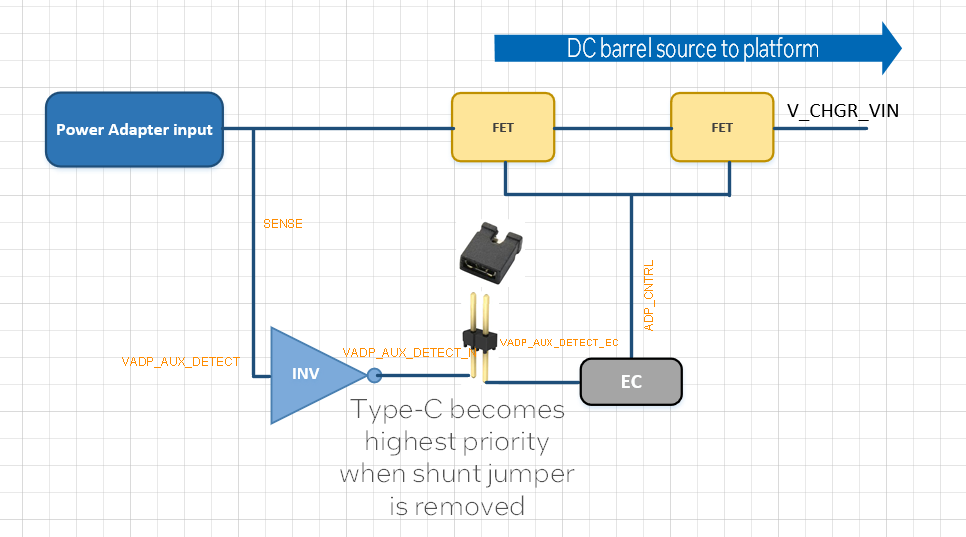 DC barrel source to platform
Power Adapter input
FET
FET
V_CHGR_VIN
SENSE
ADP_CNTRL
VADP_AUX_DETECT
INV
VADP_AUX_DETECT_
VADP_AUX_DETECT_EC
EC
Type-C becomes
highest priority
when shunt jumper
is removed